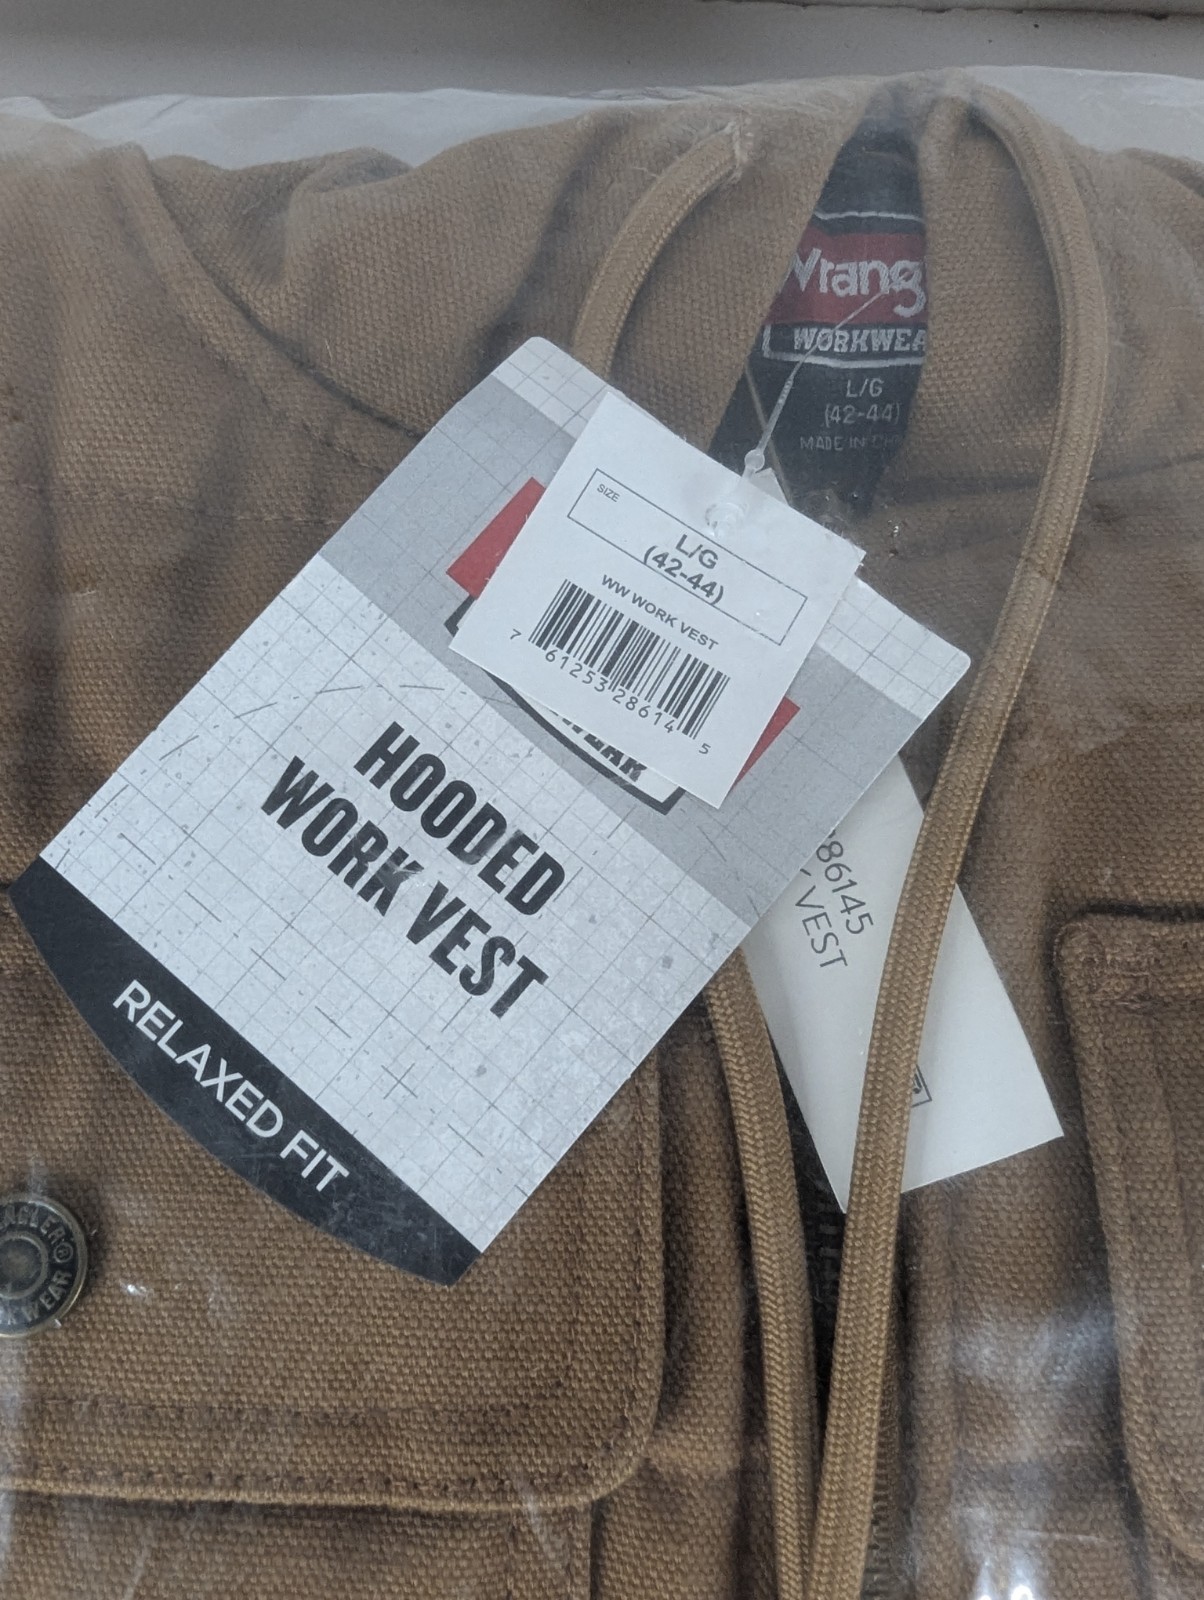 Wrang
WORKWEA
L/G
(42-44)
MADE IN CH
SIZE
L/G
(42-44)
WW WORK VEST
7 61253 28614 5
HOODED
WORK VEST
RELAXED FIT
86145
VEST